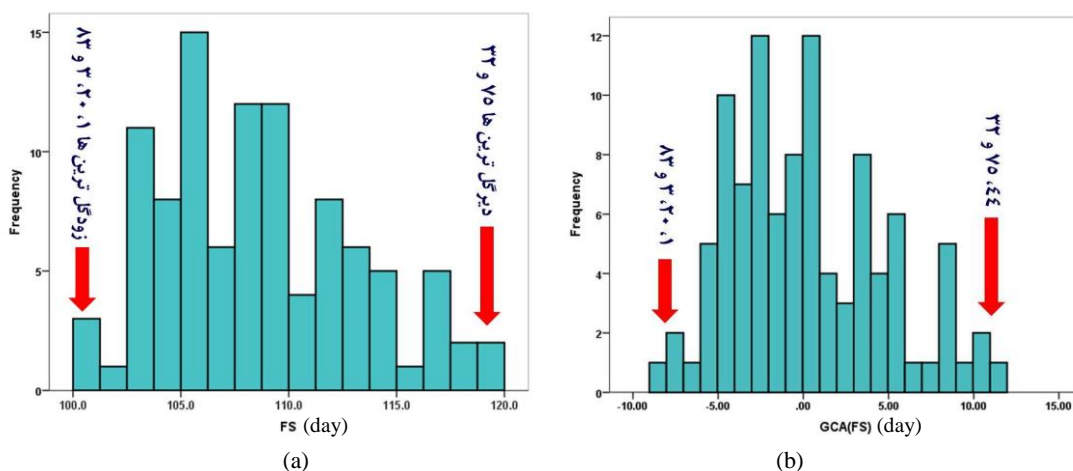 15
10
5
0
100.0 105.0 110.0 115.0 120.0
Frequency
FS (day)
زودگل ترین ها ۱، ۲۰، ۳ و ۸۳
دیرگل ترین ها ۷۵ و ۳۲
(a)
12
10
8
6
4
2
0
-10.00 -5.00 .00 5.00 10.00 15.00
Frequency
GCA(FS) (day)
۱، ۲۰، ۳ و ۸۳
۴۴، ۷۵ و ۳۲
(b)